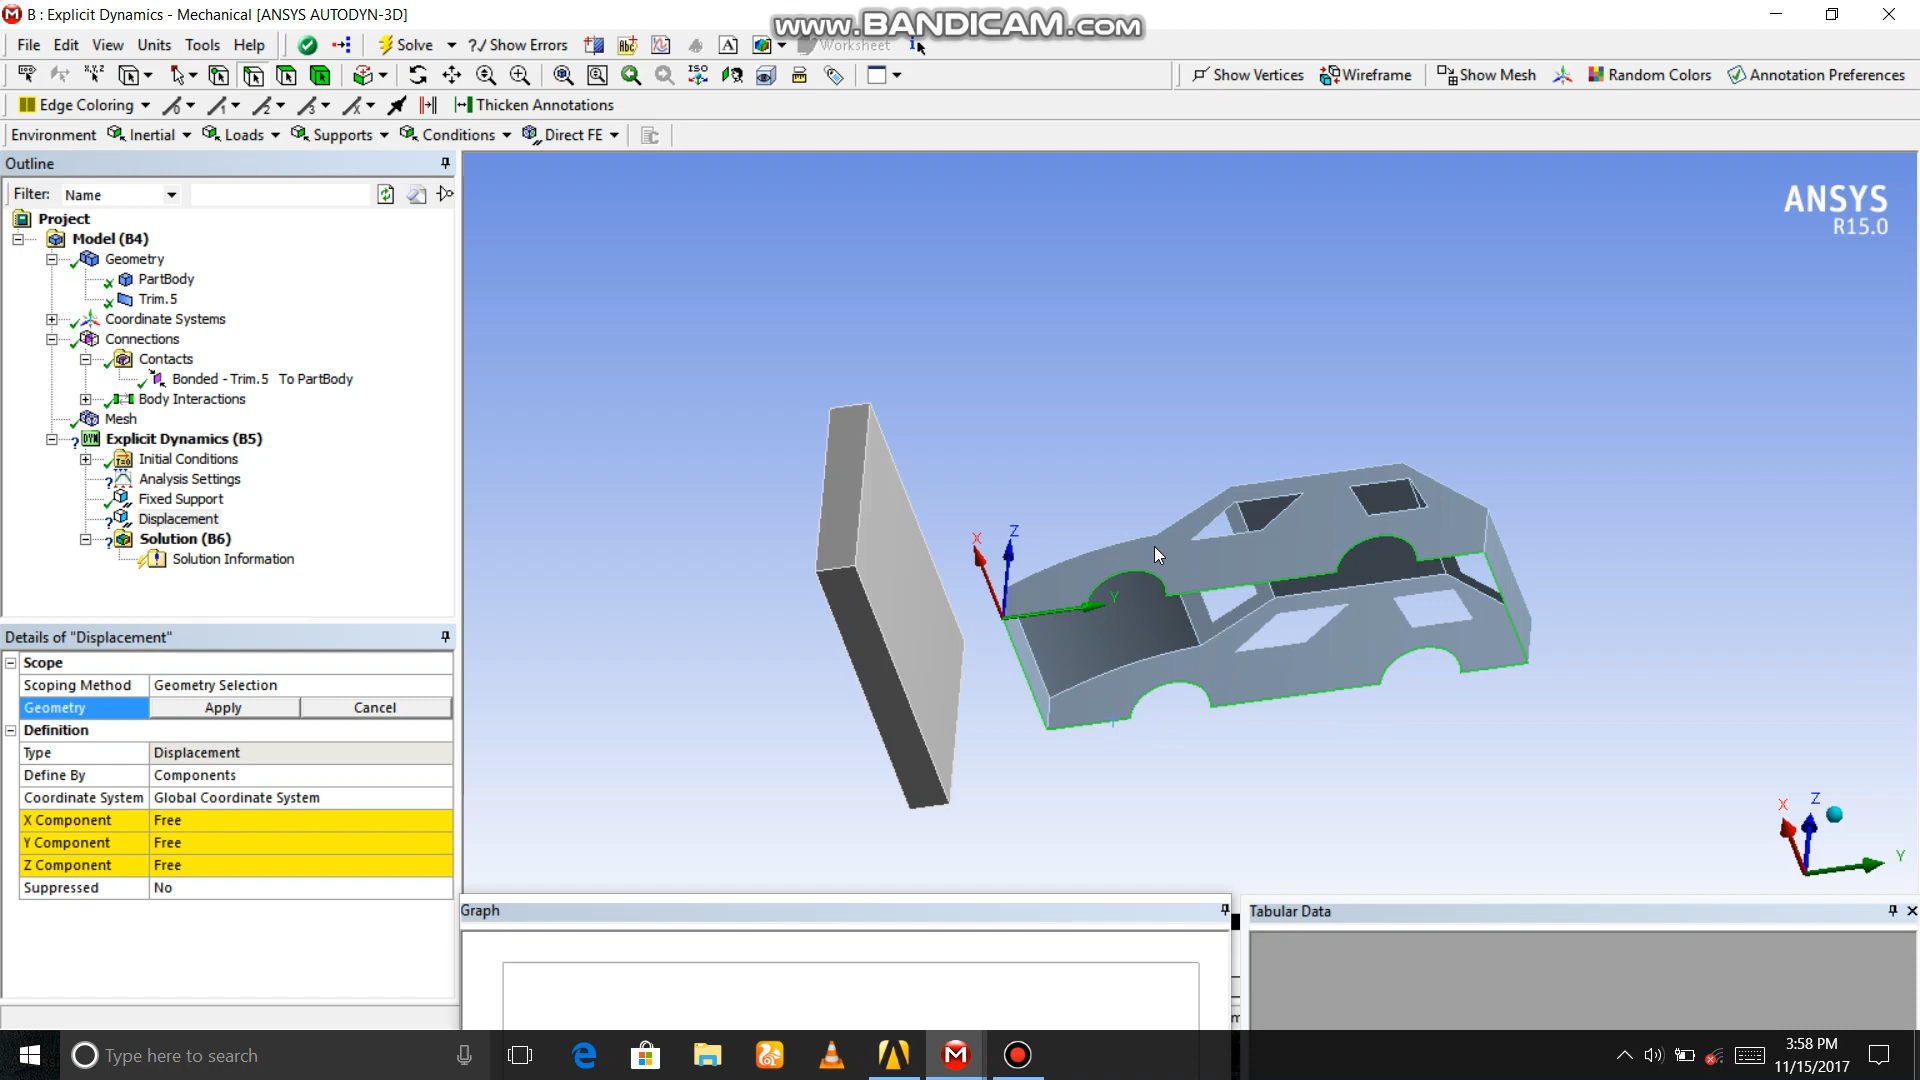 B : Explicit Dynamics - Mechanical [ANSYS AUTODYN-3D]
www.BANDICAM.com
File Edit View Units Tools Help Solve ?/ Show Errors Worksheet
Show Vertices Wireframe Show Mesh Random Colors Annotation Preferences
Edge Coloring Thicken Annotations
Environment Inertial Loads Supports Conditions Direct FE
Outline
Filter: Name
Project
Model (B4)
Geometry
PartBody
Trim.5
Coordinate Systems
Connections
Contacts
Bonded - Trim.5 To PartBody
Body Interactions
Mesh
Explicit Dynamics (B5)
Initial Conditions
Analysis Settings
Fixed Support
Displacement
Solution (B6)
Solution Information
Details of "Displacement"
Scope
Scoping Method Geometry Selection
Geometry Apply Cancel
Definition
Type Displacement
Define By Components
Coordinate System Global Coordinate System
X Component Free
Y Component Free
Z Component Free
Suppressed No
ANSYS
R15.0
X Z
Y
X Z
Y
Graph
Tabular Data
Type here to search
3:58 PM
11/15/2017